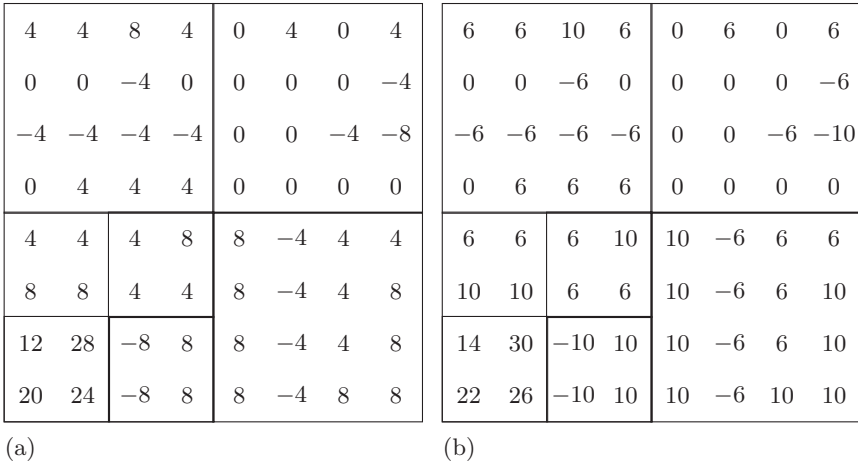 4 4 8 4 0 4 0 4 6 6 10 6 0 6 0 6
0 0 −4 0 0 0 0 −4 0 0 −6 0 0 0 0 −6
−4 −4 −4 −4 0 0 −4 −8 −6 −6 −6 −6 0 0 −6 −10
0 4 4 4 0 0 0 0 0 6 6 6 0 0 0 0
4 4 4 8 8 −4 4 4 6 6 6 10 10 −6 6 6
8 8 4 4 8 −4 4 8 10 10 6 6 10 −6 6 10
12 28 −8 8 8 −4 4 8 14 30 −10 10 10 −6 6 10
20 24 −8 8 8 −4 8 8 22 26 −10 10 10 −6 10 10
(a) (b)